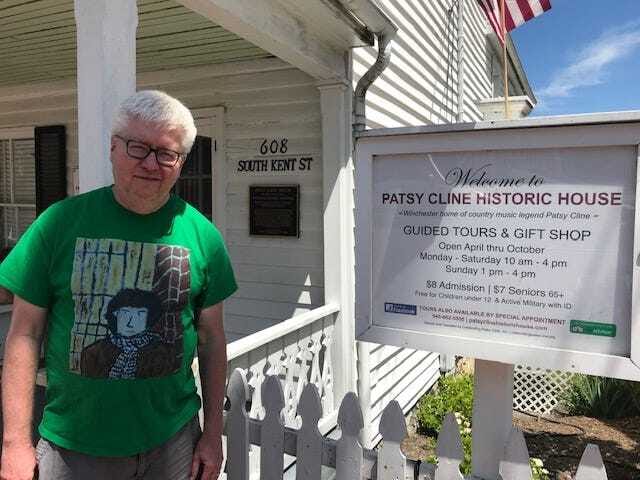 608
SOUTH KENT ST
Welcome to
PATSY CLINE HISTORIC HOUSE
~Winchester home of country music legend Patsy Cline ~
GUIDED TOURS & GIFT SHOP
Open April thru October
Monday - Saturday 10 am - 4 pm
Sunday 1 pm - 4 pm
$8 Admission | $7 Seniors 65+
Free for Children under 12 & Active Military with ID
TOURS ALSO AVAILABLE BY SPECIAL APPOINTMENT